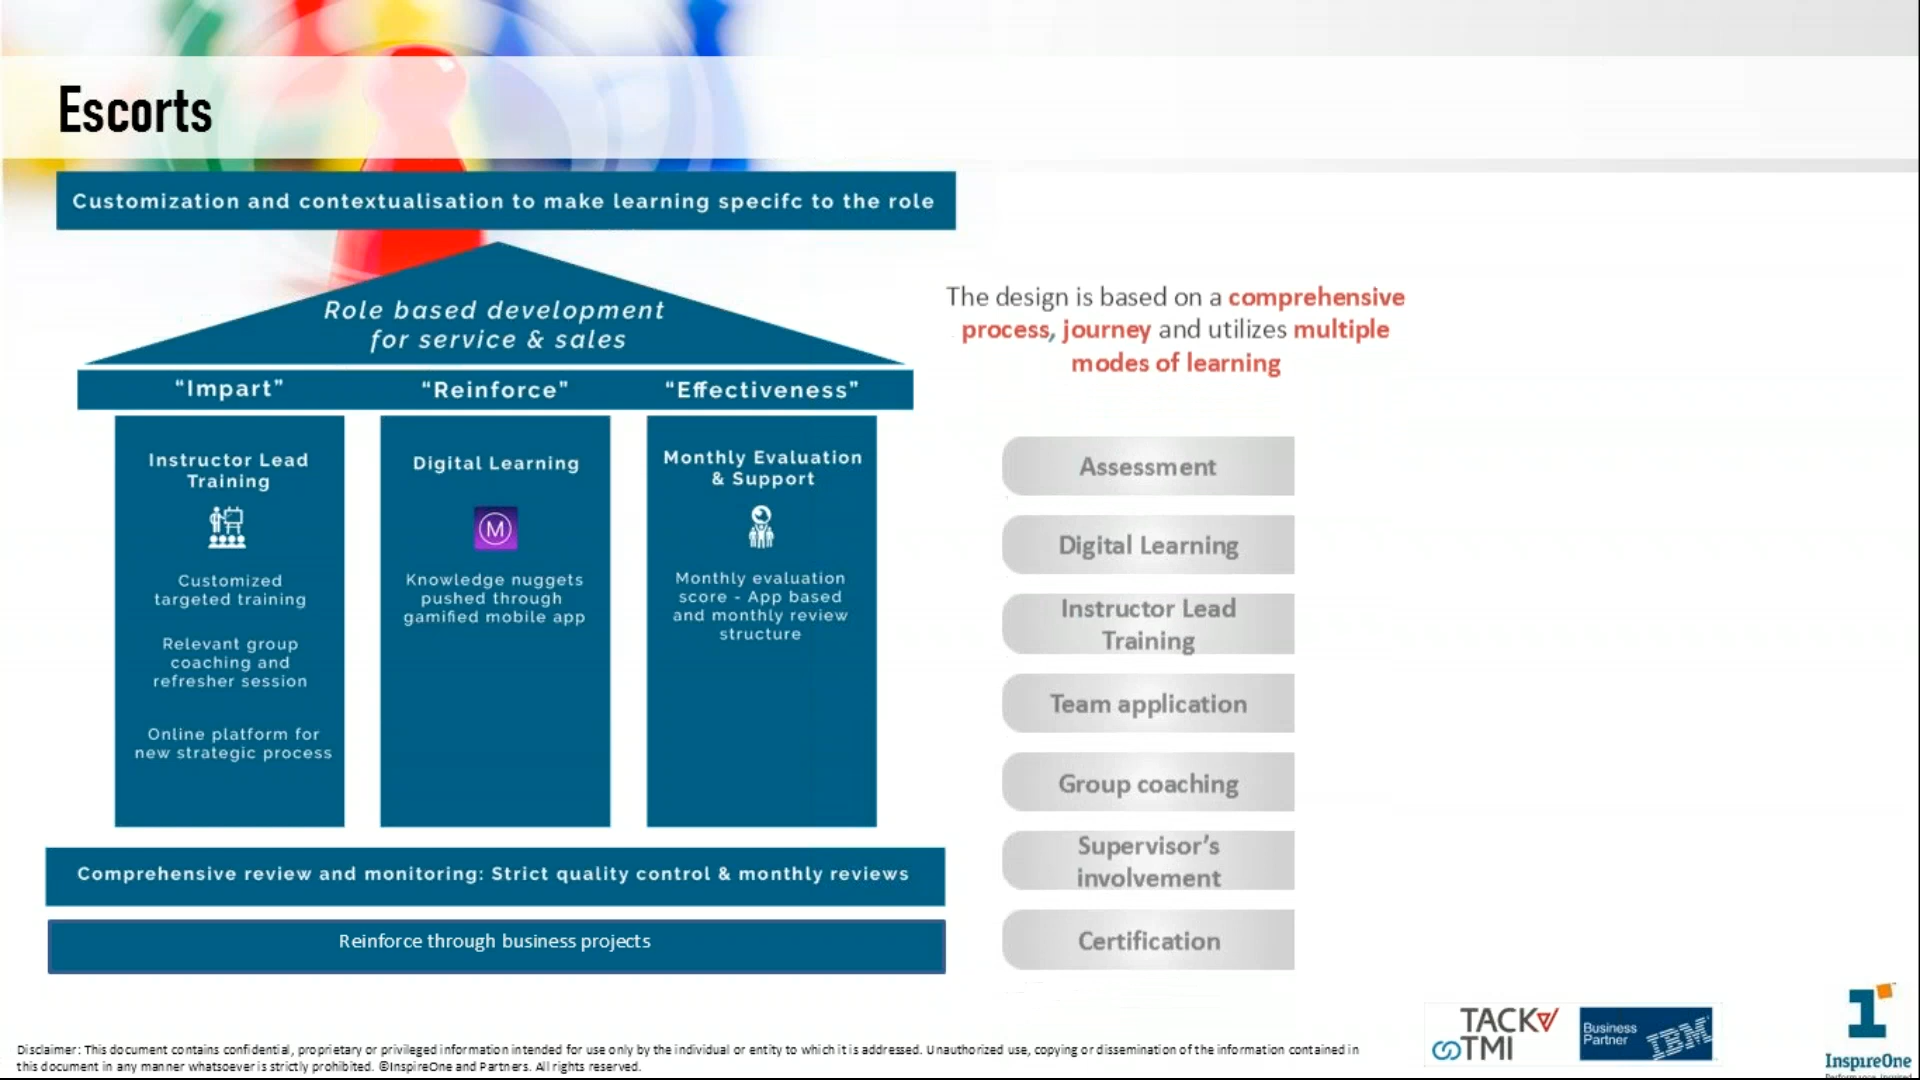 Escorts
Customization and contextualisation to make learning specifc to the role
Role based development
for service & sales
“Impart”
“Reinforce”
“Effectiveness”
Instructor Lead
Training
Customized
targeted training
Relevant group
coaching and
refresher session
Online platform for
new strategic process
Digital Learning
M
Knowledge nuggets
pushed through
gamified mobile app
Monthly Evaluation
& Support
Monthly evaluation
score - App based
and monthly review
structure
Comprehensive review and monitoring: Strict quality control & monthly reviews
Reinforce through business projects
The design is based on a comprehensive
process, journey and utilizes multiple
modes of learning
Assessment
Digital Learning
Instructor Lead
Training
Team application
Group coaching
Supervisor’s
involvement
Certification
TACK
TMI
Business
Partner
IBM
1
InspireOne
Performance. Inspired
Disclaimer: This document contains confidential, proprietary or privileged information intended for use only by the individual or entity to which it is addressed. Unauthorized use, copying or dissemination of the information contained in
this document in any manner whatsoever is strictly prohibited. ©InspireOne and Partners. All rights reserved.